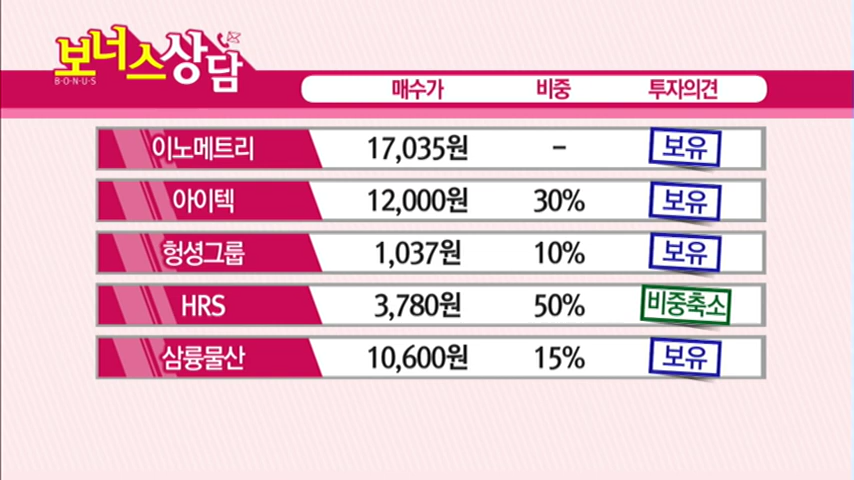 보너스상담
B·O·N·U·S
매수가 비중 투자의견
이노메트리 17,035원 - 보유
아이텍 12,000원 30% 보유
헝셩그룹 1,037원 10% 보유
HRS 3,780원 50% 비중축소
삼륭물산 10,600원 15% 보유